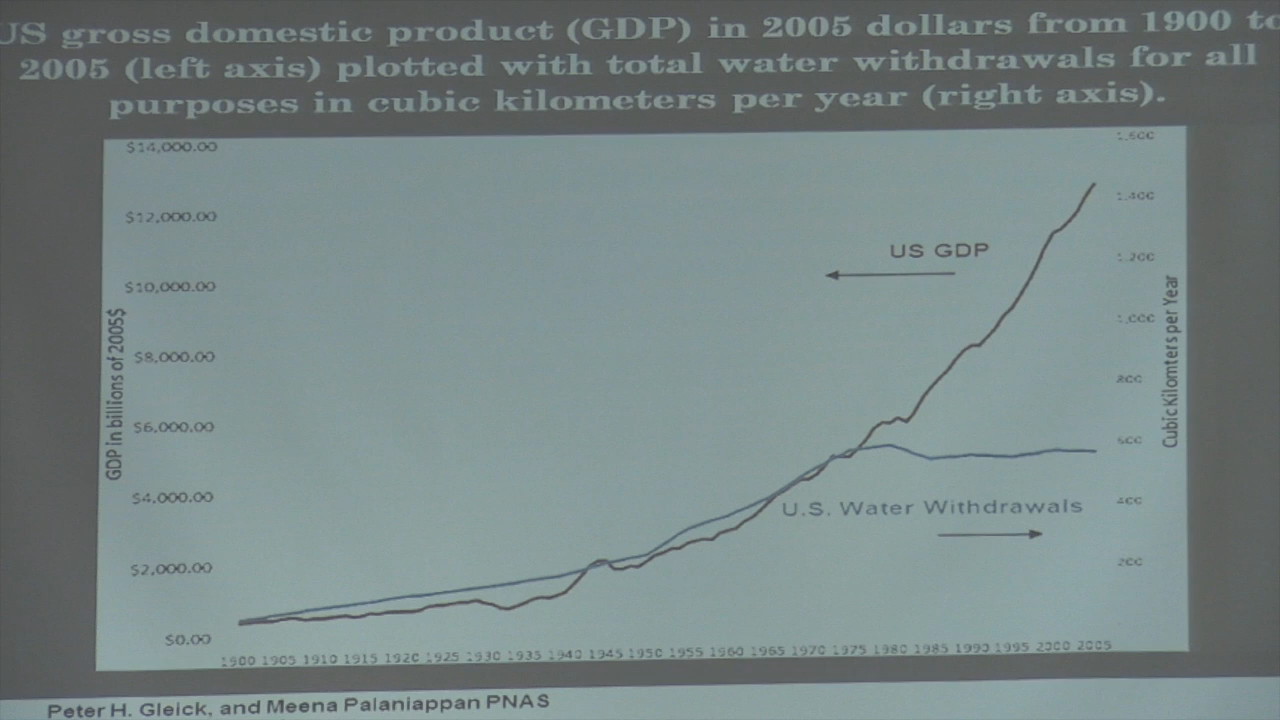 US gross domestic product (GDP) in 2005 dollars from 1900 to
2005 (left axis) plotted with total water withdrawals for all
purposes in cubic kilometers per year (right axis).
$14,000.00
$12,000.00
$10,000.00
$8,000.00
$6,000.00
$4,000.00
$2,000.00
$0.00
GDP in billions of 2005$
US GDP
U.S. Water Withdrawals
1,600
1,400
1,200
1,000
800
600
400
200
Cubic Kilomters per Year
1900 1905 1910 1915 1920 1925 1930 1935 1940 1945 1950 1955 1960 1965 1970 1975 1980 1985 1990 1995 2000 2005
Peter H. Gleick, and Meena Palaniappan PNAS